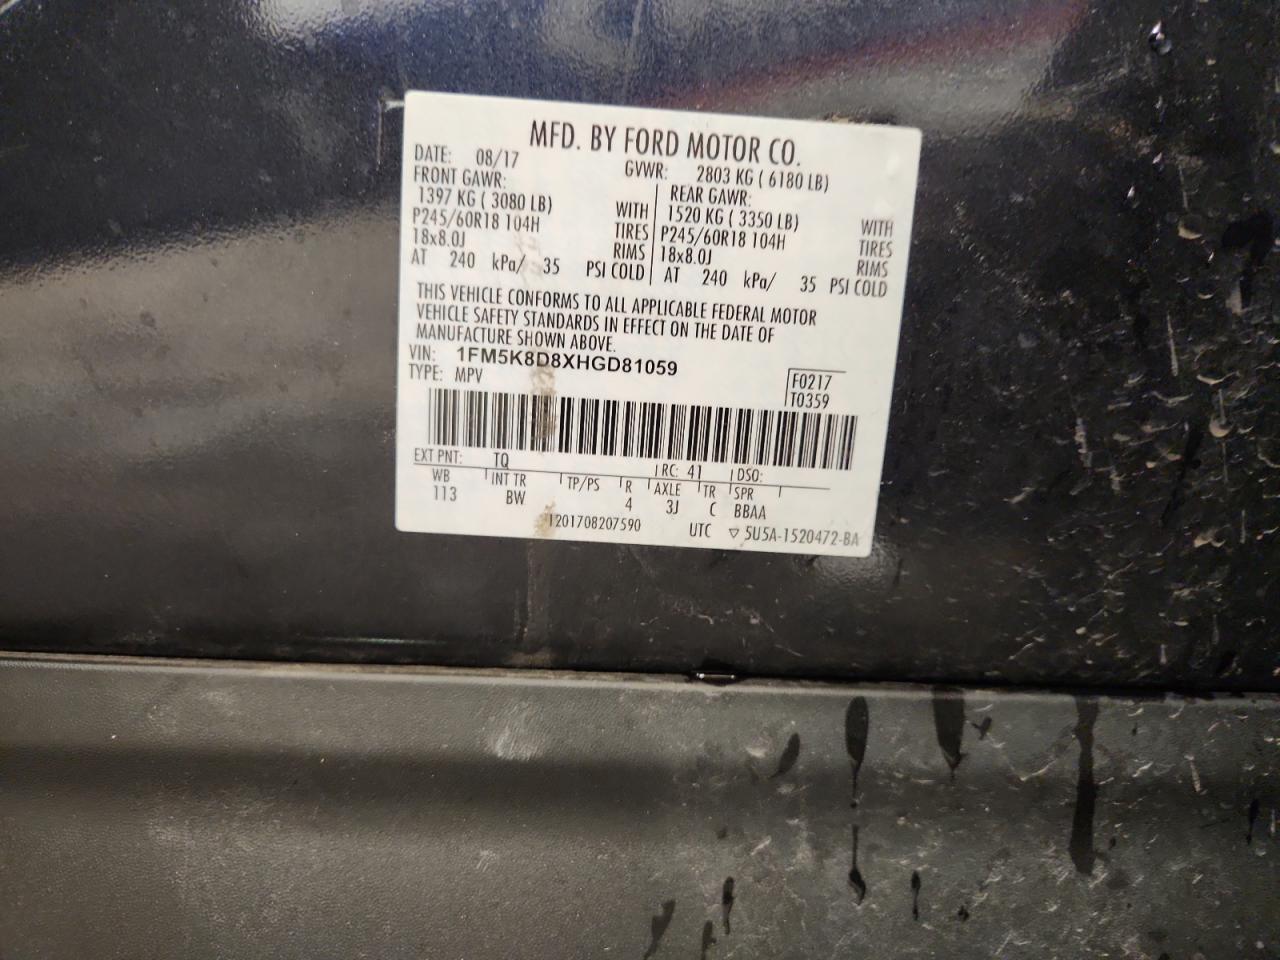 MFD. BY FORD MOTOR CO.
DATE: 08/17 GVWR: 2803 KG ( 6180 LB)
FRONT GAWR: REAR GAWR:
1397 KG ( 3080 LB) WITH 1520 KG ( 3350 LB) WITH
P245/60R18 104H TIRES P245/60R18 104H TIRES
18x8.0J RIMS 18x8.0J RIMS
AT 240 kPa/ 35 PSI COLD AT 240 kPa/ 35 PSI COLD
THIS VEHICLE CONFORMS TO ALL APPLICABLE FEDERAL MOTOR
VEHICLE SAFETY STANDARDS IN EFFECT ON THE DATE OF
MANUFACTURE SHOWN ABOVE.
VIN: 1FM5K8D8XHGD81059
TYPE: MPV F0217
T0359
EXT PNT: TQ RC: 41 DSO:
WB INT TR TP/PS R AXLE TR SPR
113 BW 4 3J C BBAA
1201708207590 UTC ▽ 5U5A-1520472-BA